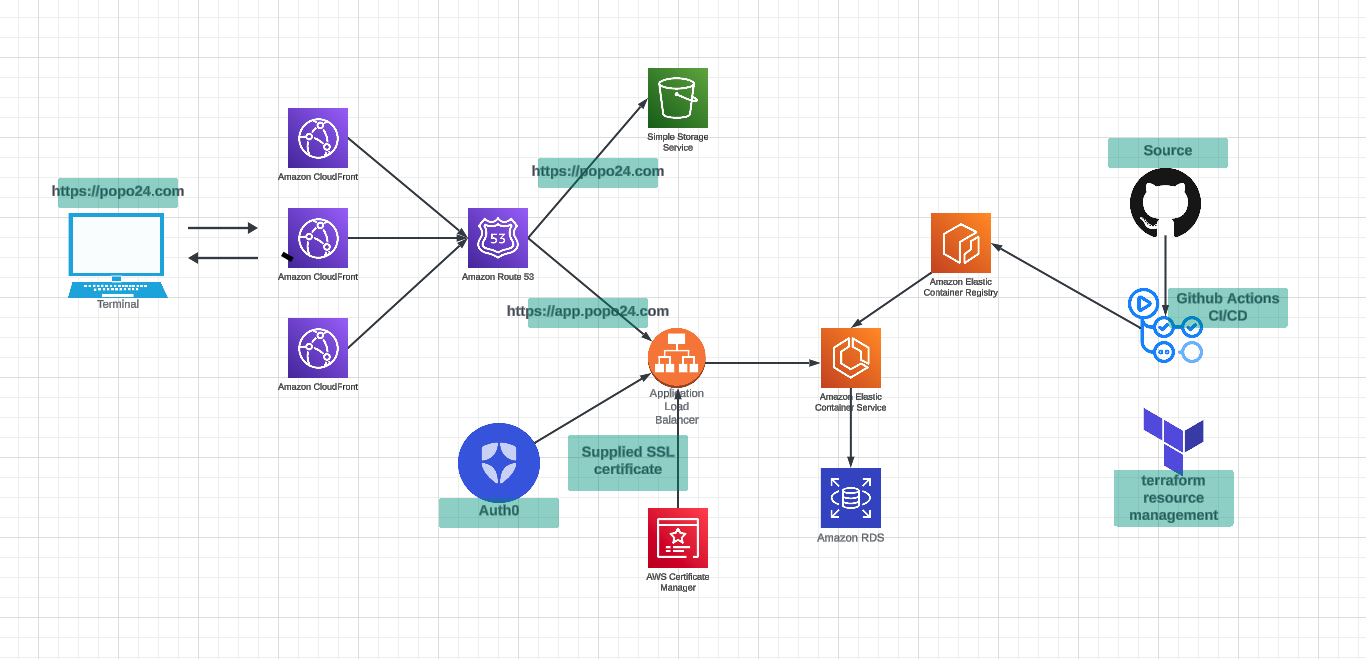 https://popo24.com
Terminal
Amazon CloudFront
Amazon CloudFront
Amazon CloudFront
53
Amazon Route 53
https://popo24.com
Simple Storage
Service
https://app.popo24.com
Application
Load
Balancer
Auth0
Supplied SSL
certificate
AWS Certificate
Manager
Amazon Elastic
Container Service
Amazon RDS
Amazon Elastic
Container Registry
Source
Github Actions
CI/CD
terraform
resource
management